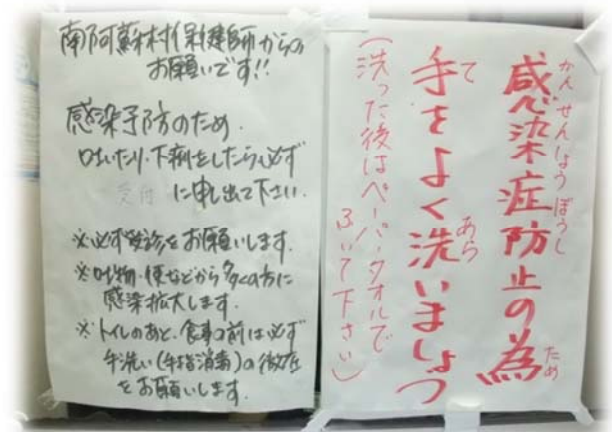 南阿蘇村保健師からの
お願いです!!
感染予防のため、
吐いたり、下痢をしたら、必ず
受付 に申し出て下さい。
※必ず受診をお願いします。
※吐物・便などから多くの方に
感染拡大します。
※トイレのあと、食事の前は必ず
手洗い(手指消毒)の徹底
をお願いします。
感染症防止の為
かんせんしょうぼうし
ため
手をよく洗いましょう
て
あら
(洗った後はペーパータオルで
ふいて下さい)